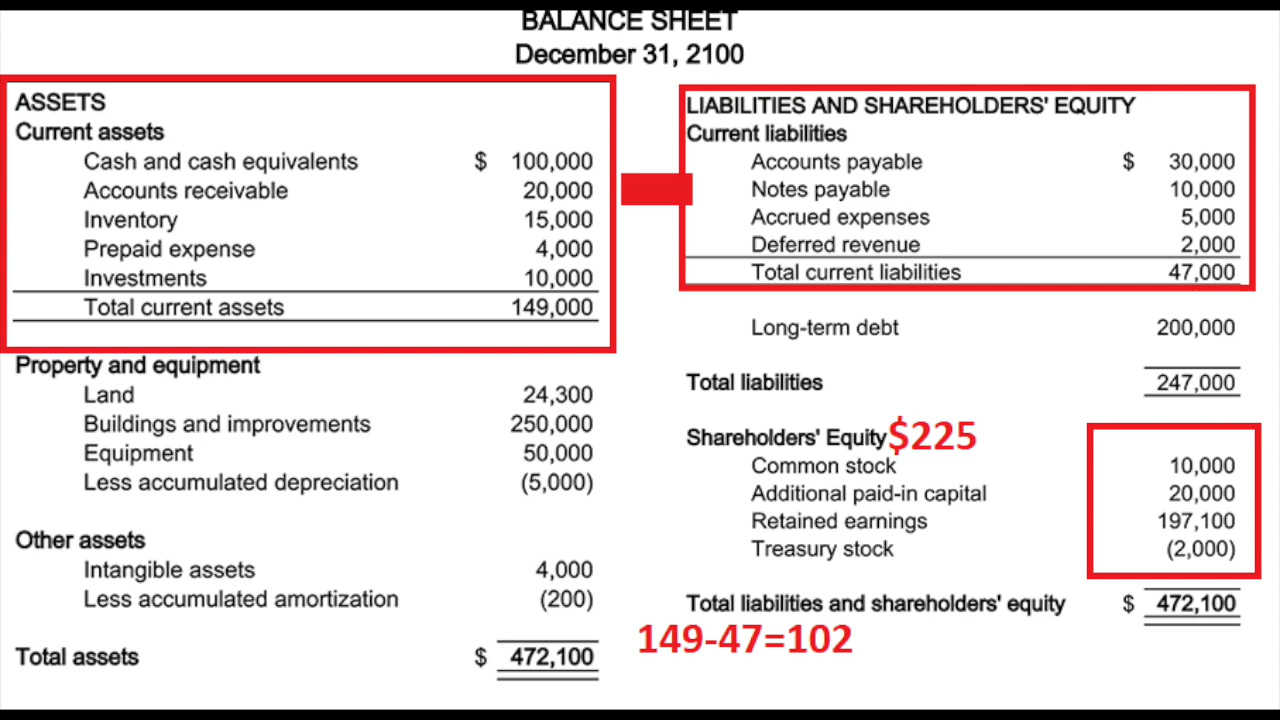 BALANCE SHEET
December 31, 2100
ASSETS
Current assets
Cash and cash equivalents $ 100,000
Accounts receivable 20,000
Inventory 15,000
Prepaid expense 4,000
Investments 10,000
Total current assets 149,000
Property and equipment
Land 24,300
Buildings and improvements 250,000
Equipment 50,000
Less accumulated depreciation (5,000)
Other assets
Intangible assets 4,000
Less accumulated amortization (200)
Total assets $ 472,100
LIABILITIES AND SHAREHOLDERS' EQUITY
Current liabilities
Accounts payable $ 30,000
Notes payable 10,000
Accrued expenses 5,000
Deferred revenue 2,000
Total current liabilities 47,000
Long-term debt 200,000
Total liabilities 247,000
Shareholders' Equity $225
Common stock 10,000
Additional paid-in capital 20,000
Retained earnings 197,100
Treasury stock (2,000)
Total liabilities and shareholders' equity $ 472,100
149-47=102